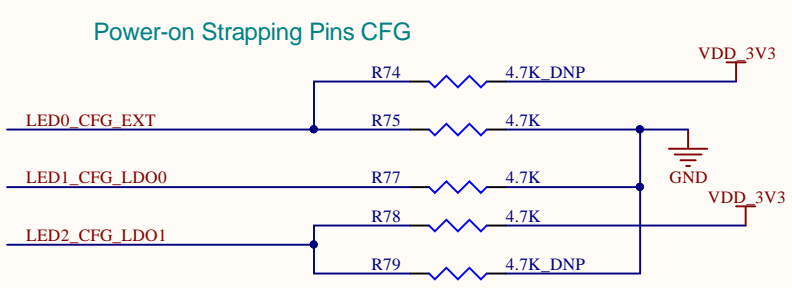 Power-on Strapping Pins CFG
VDD_3V3
R74 4.7K_DNP
LED0_CFG_EXT R75 4.7K
LED1_CFG_LDO0 R77 4.7K GND
VDD_3V3
R78 4.7K
LED2_CFG_LDO1
R79 4.7K_DNP